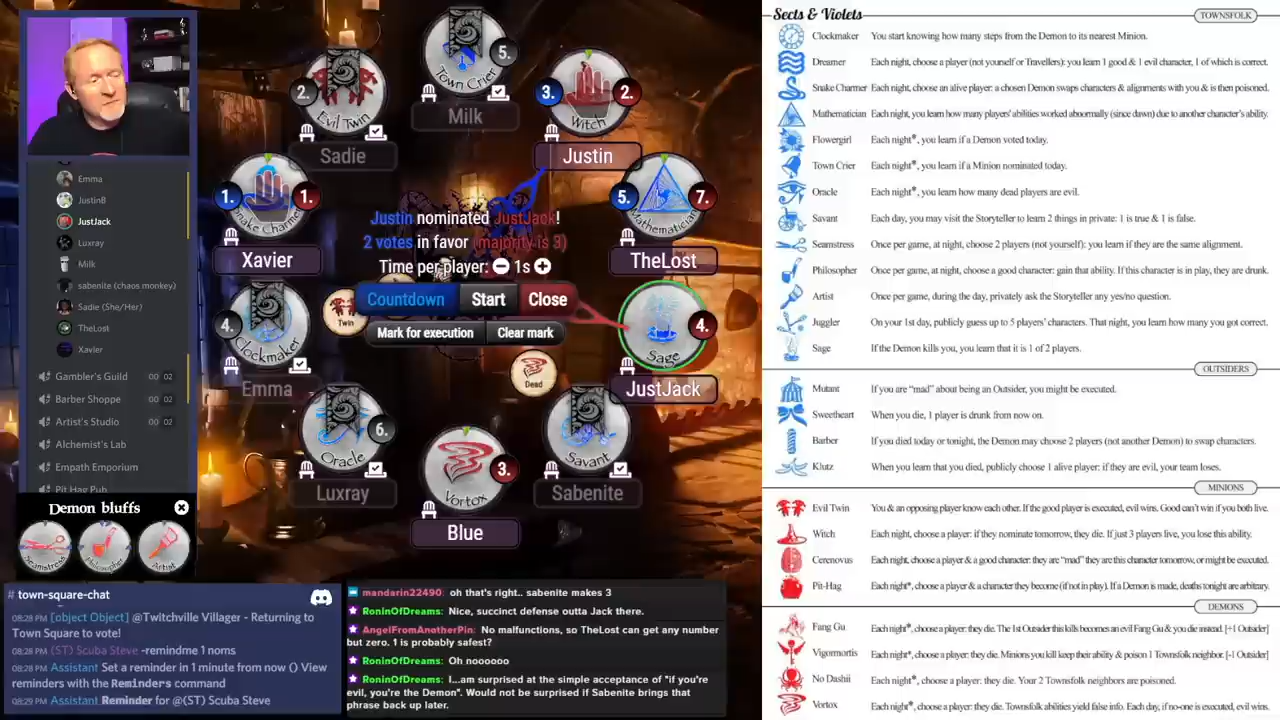 Emma
JustinB
JustJack
Luxray
Milk
sabenite (chaos monkey)
Sadie (She/Her)
TheLost
Xavier
Gambler's Guild 00 02
Barber Shoppe 00 02
Artist's Studio 00 02
Alchemist's Lab
Empath Emporium
Pit Hag Pub
Demon bluffs
Seamstress
Artist
# town-square-chat
08:28 PM [object Object] @Twitchville Villager - Returning to
Town Square to vote!
08:28 PM (ST) Scuba Steve -remindme 1 noms
08:28 PM Assistant Set a reminder in 1 minute from now () View
reminders with the Rem1nders command
08:29 PM Assistant Reminder for @(ST) Scuba Steve
Town Crier
5.
Milk
2.
Evil Twin
Sadie
3.
2.
Witch
Justin
1.
1.
Xavier
5.
7.
Mathematician
TheLost
Justin nominated JustJack!
2 votes in favor (majority is 3)
Time per player: 1s
Countdown Start Close
Mark for execution Clear mark
4.
Clockmaker
Emma
Twin
4.
Sage
JustJack
Dead
6.
Oracle
Luxray
3.
Vortox
Blue
Savant
Sabenite
mandarin22490: oh that's right.. sabenite makes 3
RoninOfDreams: Nice, succinct defense outta Jack there.
AngelFromAnotherPin: No malfunctions, so TheLost can get any number
but zero. 1 is probably safest?
RoninOfDreams: Oh nooooo
RoninOfDreams: I...am surprised at the simple acceptance of "if you're
evil, you're the Demon". Would not be surprised if Sabenite brings that
phrase back up later.
Sects & Violets
TOWNSFOLK
Clockmaker You start knowing how many steps from the Demon to its nearest Minion.
Dreamer Each night, choose a player (not yourself or Travellers): you learn 1 good & 1 evil character, 1 of which is correct.
Snake Charmer Each night, choose an alive player: a chosen Demon swaps characters & alignments with you & is then poisoned.
Mathematician Each night, you learn how many players' abilities worked abnormally (since dawn) due to another character's ability.
Flowergirl Each night*, you learn if a Demon voted today.
Town Crier Each night*, you learn if a Minion nominated today.
Oracle Each night*, you learn how many dead players are evil.
Savant Each day, you may visit the Storyteller to learn 2 things in private: 1 is true & 1 is false.
Seamstress Once per game, at night, choose 2 players (not yourself): you learn if they are the same alignment.
Philosopher Once per game, at night, choose a good character: gain that ability. If this character is in play, they are drunk.
Artist Once per game, during the day, privately ask the Storyteller any yes/no question.
Juggler On your 1st day, publicly guess up to 5 players' characters. That night, you learn how many you got correct.
Sage If the Demon kills you, you learn that it is 1 of 2 players.
OUTSIDERS
Mutant If you are "mad" about being an Outsider, you might be executed.
Sweetheart When you die, 1 player is drunk from now on.
Barber If you died today or tonight, the Demon may choose 2 players (not another Demon) to swap characters.
Klutz When you learn that you died, publicly choose 1 alive player: if they are evil, your team loses.
MINIONS
Evil Twin You & an opposing player know each other. If the good player is executed, evil wins. Good can't win if you both live.
Witch Each night, choose a player: if they nominate tomorrow, they die. If just 3 players live, you lose this ability.
Cerenovus Each night, choose a player & a good character: they are "mad" they are this character tomorrow, or might be executed.
Pit-Hag Each night*, choose a player & a character they become (if not in play). If a Demon is made, deaths tonight are arbitrary.
DEMONS
Fang Gu Each night*, choose a player: they die. The 1st Outsider this kills becomes an evil Fang Gu & you die instead. [+1 Outsider]
Vigormortis Each night*, choose a player: they die. Minions you kill keep their ability & poison 1 Townsfolk neighbor. [-1 Outsider]
No Dashii Each night*, choose a player: they die. Your 2 Townsfolk neighbors are poisoned.
Vortox Each night*, choose a player: they die. Townsfolk abilities yield false info. Each day, if no-one is executed, evil wins.